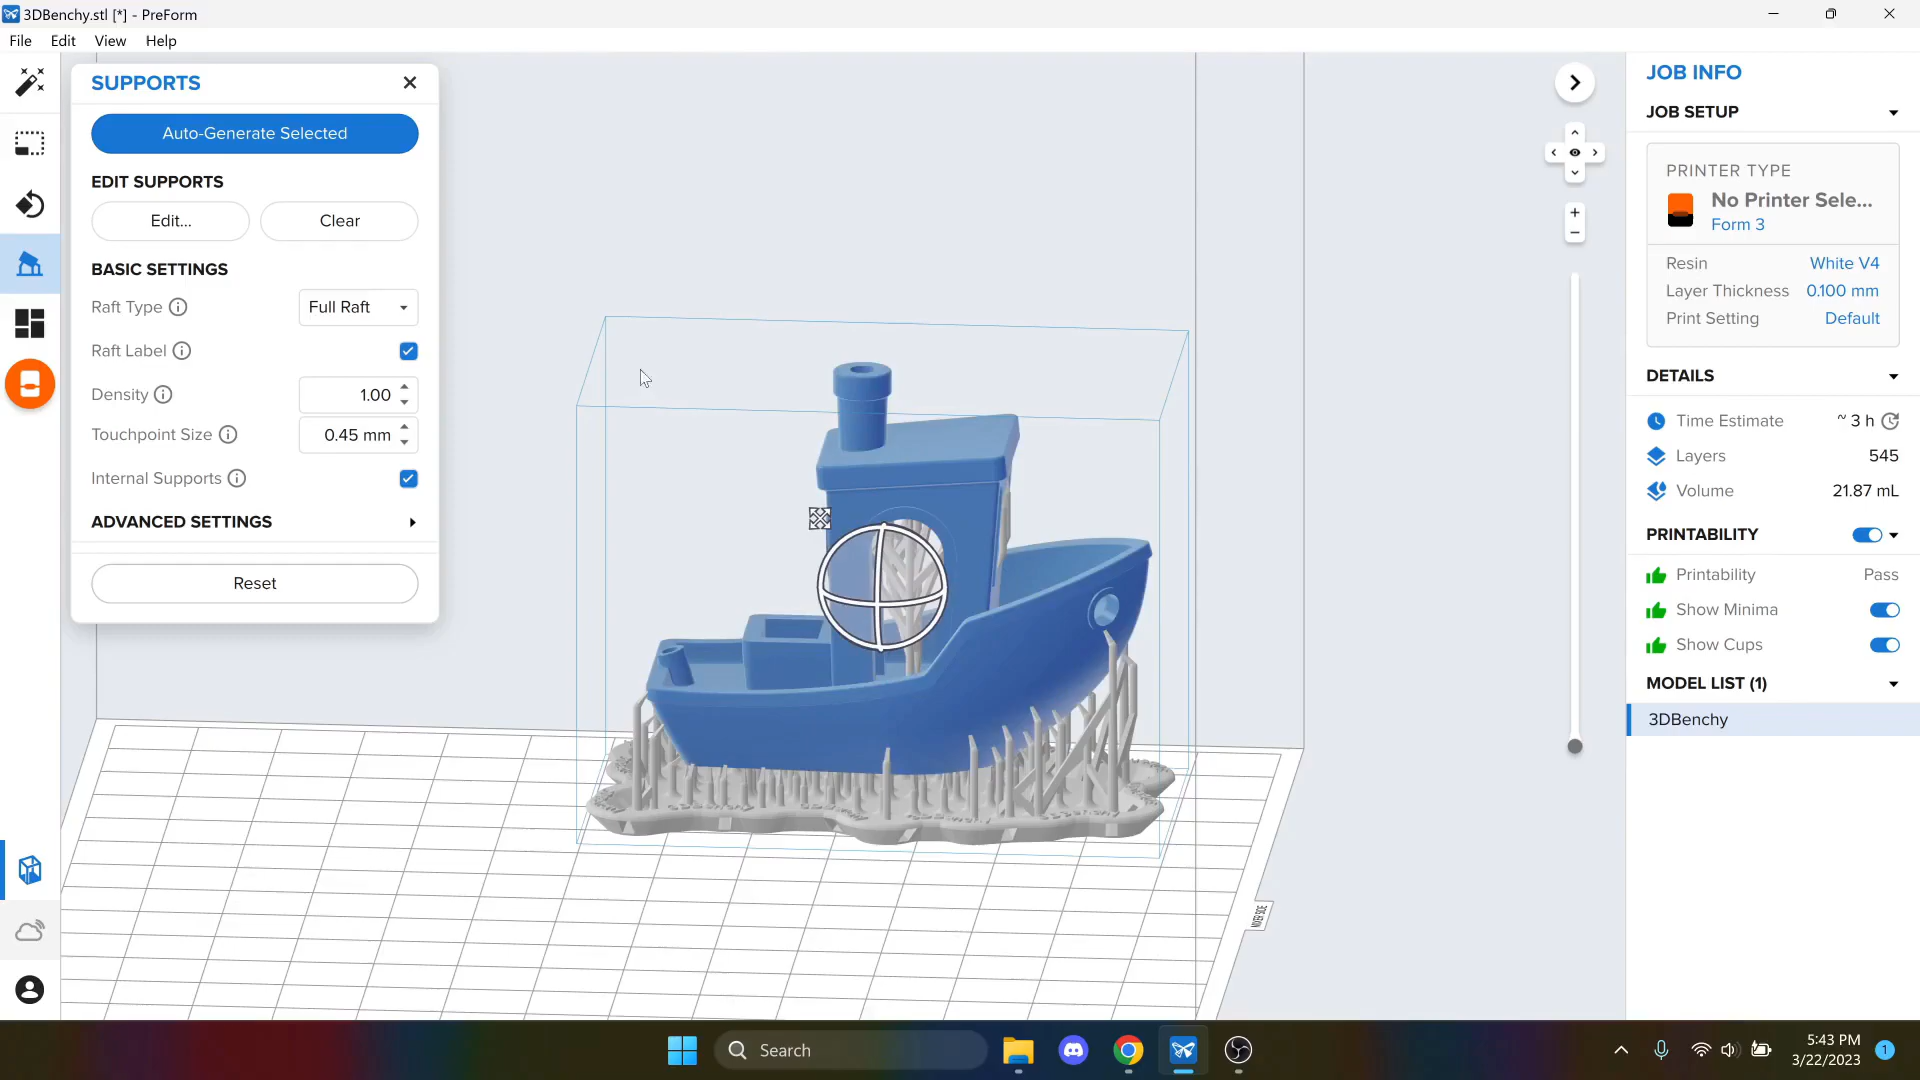 3DBenchy.stl [*] - PreForm
File Edit View Help
SUPPORTS
Auto-Generate Selected
EDIT SUPPORTS
Edit... Clear
BASIC SETTINGS
Raft Type Full Raft
Raft Label
Density 1.00
Touchpoint Size 0.45 mm
Internal Supports
ADVANCED SETTINGS
Reset
JOB INFO
JOB SETUP
PRINTER TYPE
No Printer Sele...
Form 3
Resin White V4
Layer Thickness 0.100 mm
Print Setting Default
DETAILS
Time Estimate ~ 3 h
Layers 545
Volume 21.87 mL
PRINTABILITY
Printability Pass
Show Minima
Show Cups
MODEL LIST (1)
3DBenchy
MIXER SIDE
Search
5:43 PM
3/22/2023
1